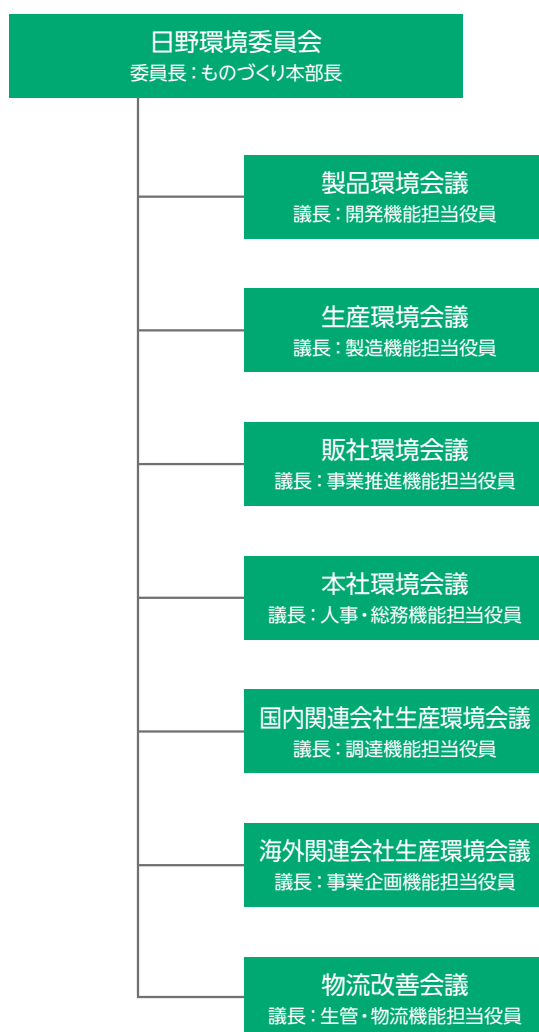 日野環境委員会
委員長：ものづくり本部長
製品環境会議
議長：開発機能担当役員
生産環境会議
議長：製造機能担当役員
販社環境会議
議長：事業推進機能担当役員
本社環境会議
議長：人事・総務機能担当役員
国内関連会社生産環境会議
議長：調達機能担当役員
海外関連会社生産環境会議
議長：事業企画機能担当役員
物流改善会議
議長：生管・物流機能担当役員